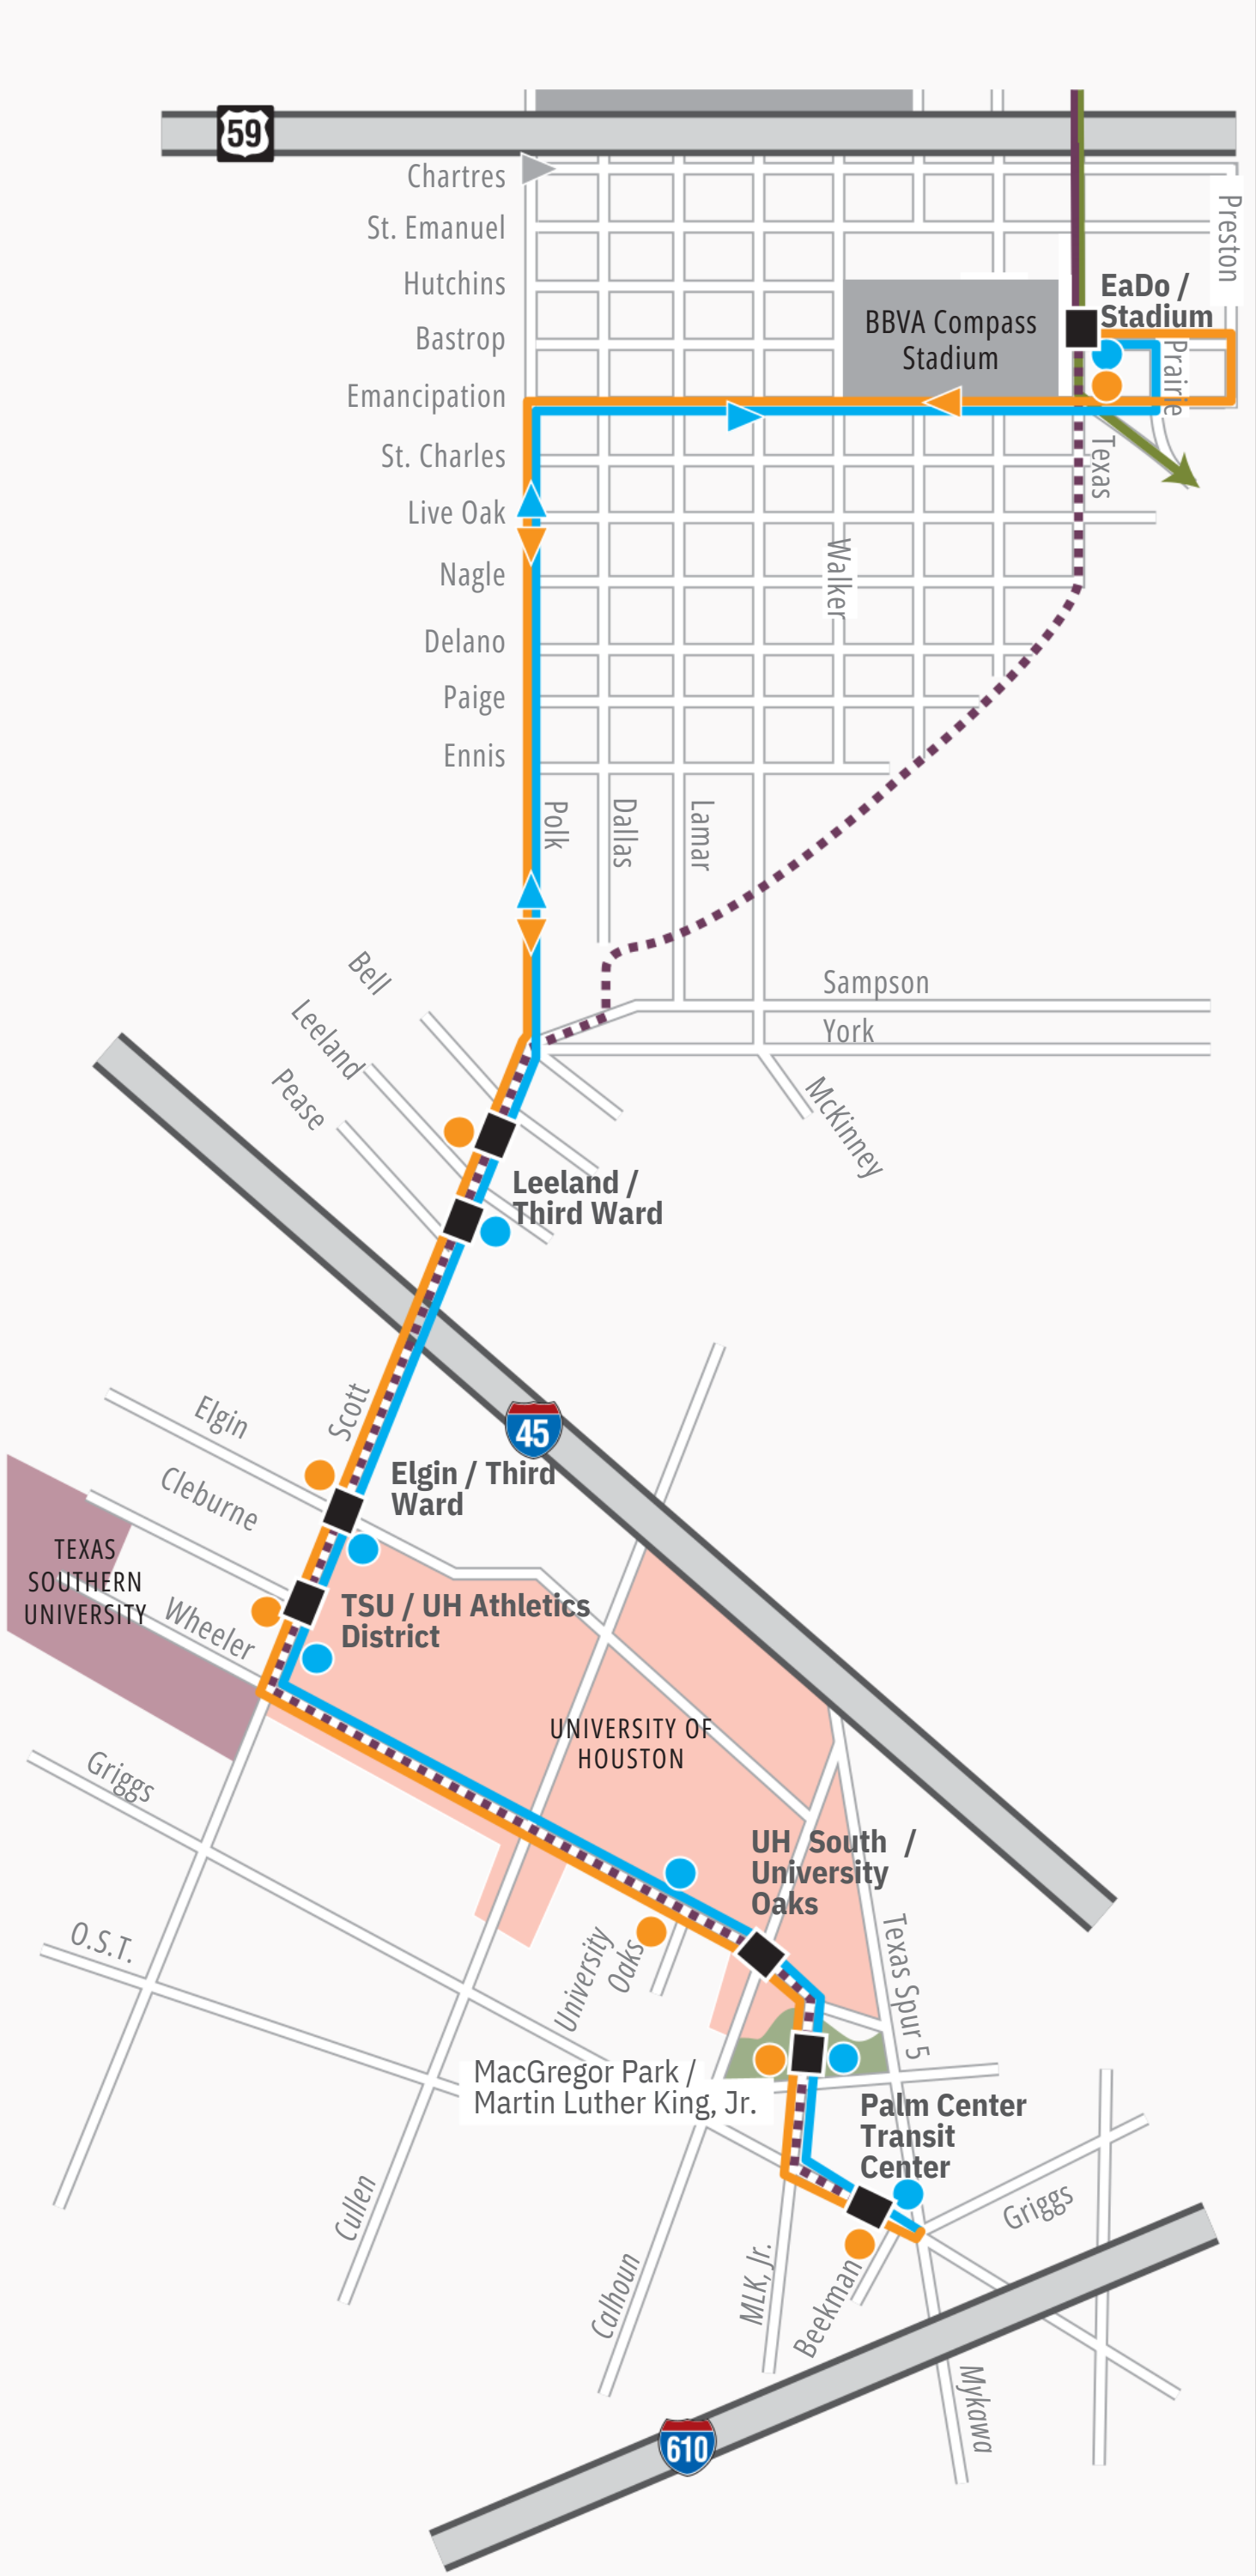 59
Chartres
St. Emanuel
Preston
Hutchins
EaDo /
Stadium
BBVA Compass
Stadium
Bastrop
Prairie
Emancipation
St. Charles
Texas
Live Oak
Walker
Nagle
Delano
Paige
Ennis
Polk
Dallas
Lamar
Bell
Sampson
York
Leeland
Pease
McKinney
Leeland /
Third Ward
Scott
Elgin
45
Elgin / Third
Ward
Cleburne
TEXAS
SOUTHERN
UNIVERSITY
Wheeler
TSU / UH Athletics
District
UNIVERSITY OF
HOUSTON
Griggs
UH South /
University
Oaks
O.S.T.
University
Oaks
Texas Spur 5
MacGregor Park /
Martin Luther King, Jr.
Palm Center
Transit
Center
Cullen
Griggs
Calhoun
MLK, Jr.
Beekman
Mykawa
610